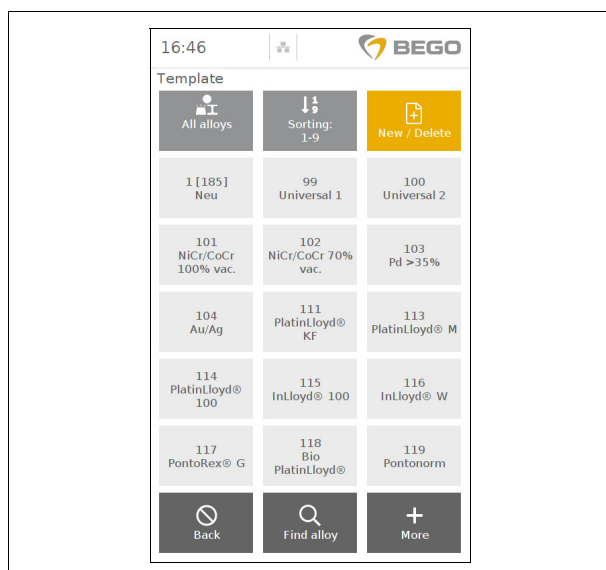 16:46
BEGO
Template
All alloys
Sorting:
1-9
New / Delete
1 [185]
Neu
99
Universal 1
100
Universal 2
101
NiCr/CoCr
100% vac.
102
NiCr/CoCr 70%
vac.
103
Pd >35%
104
Au/Ag
111
PlatinLloyd®
KF
113
PlatinLloyd® M
114
PlatinLloyd®
100
115
InLloyd® 100
116
InLloyd® W
117
PontoRex® G
118
Bio
PlatinLloyd®
119
Pontonorm
Back
Find alloy
More